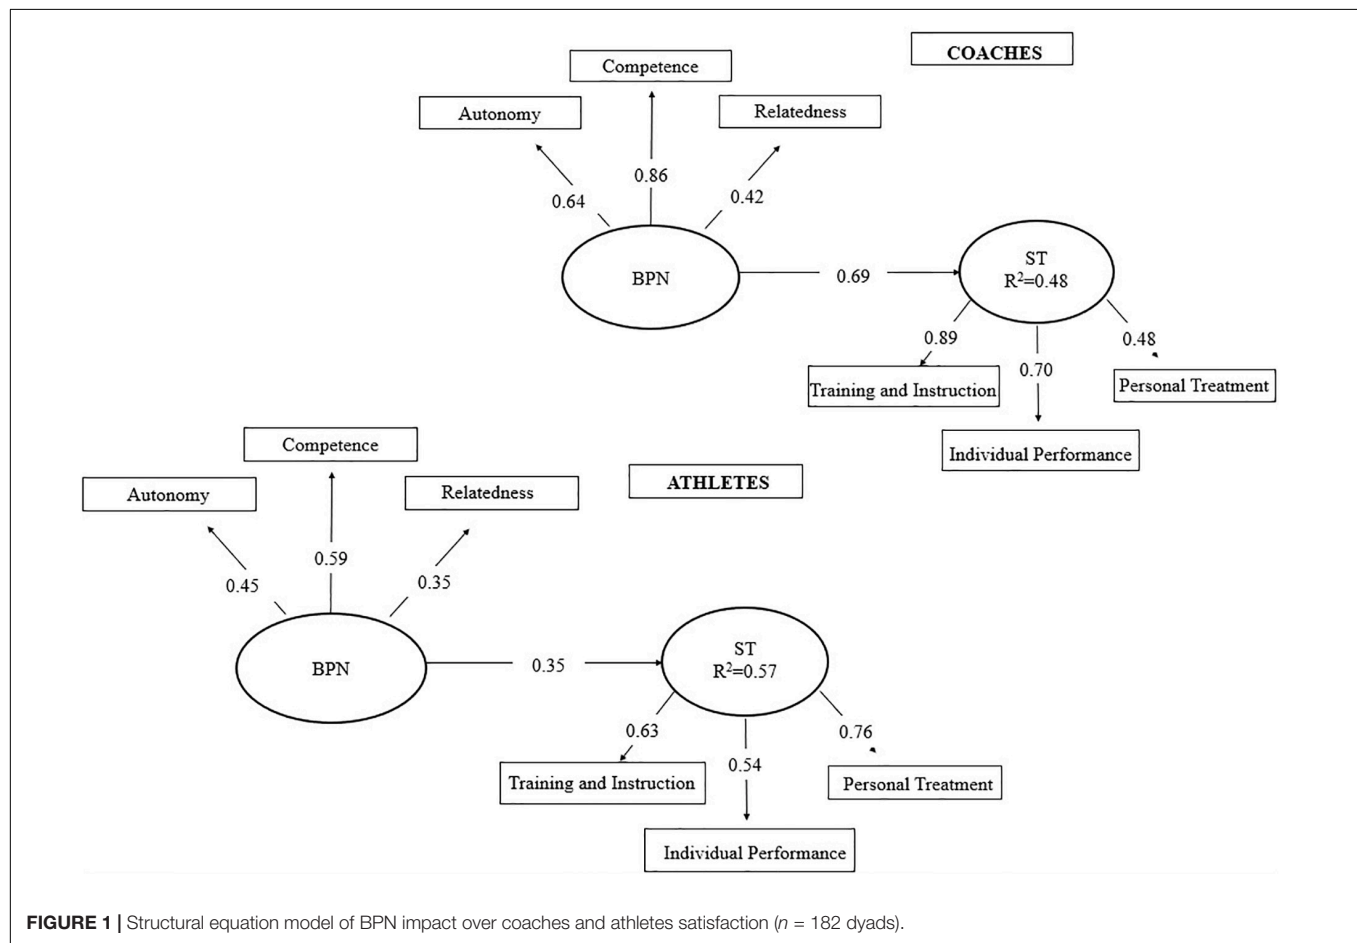 COACHES
Competence
Autonomy
Relatedness
0.86
0.64
0.42
BPN
0.69
ST
R²=0.48
0.89
0.70
0.48
Training and Instruction
Personal Treatment
Individual Performance
ATHLETES
Competence
Autonomy
Relatedness
0.59
0.45
0.35
BPN
0.35
ST
R²=0.57
0.63
0.54
0.76
Training and Instruction
Personal Treatment
Individual Performance
FIGURE 1 | Structural equation model of BPN impact over coaches and athletes satisfaction (n = 182 dyads).